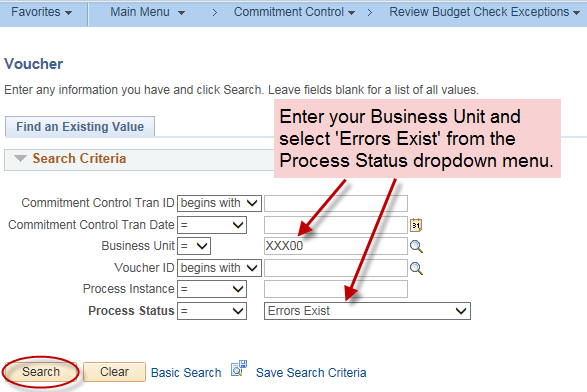 Favorites Main Menu > Commitment Control > Review Budget Check Exceptions
Voucher
Enter any information you have and click Search. Leave fields blank for a list of all values.
Enter your Business Unit and
select 'Errors Exist' from the
Process Status dropdown menu.
Find an Existing Value
Search Criteria
Commitment Control Tran ID begins with
Commitment Control Tran Date = 31
Business Unit = XXX00
Voucher ID begins with
Process Instance =
Process Status = Errors Exist
Search Clear Basic Search Save Search Criteria